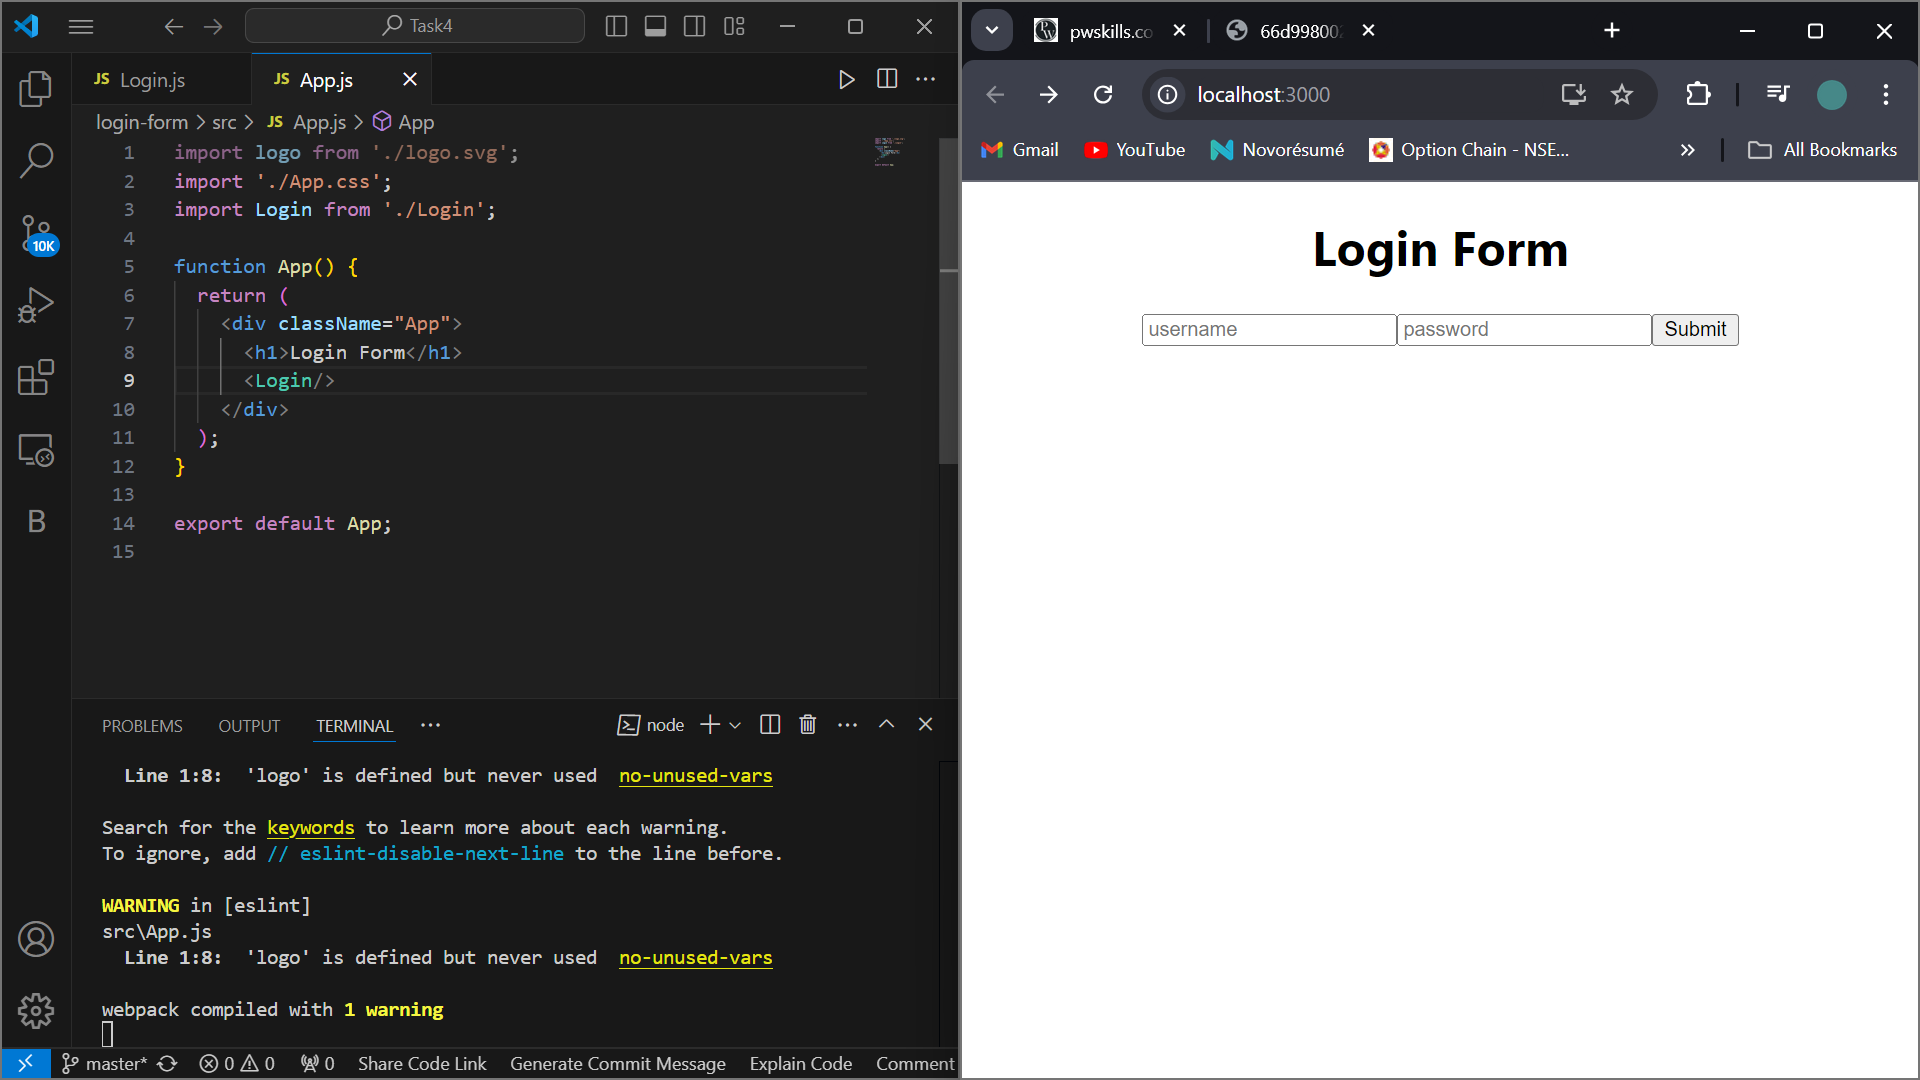 Task4
JS Login.js
JS App.js
login-form > src > JS App.js > App
1 import logo from './logo.svg';
2 import './App.css';
3 import Login from './Login';
4
5 function App() {
6 return (
7 <div className="App">
8 <h1>Login Form</h1>
9 <Login/>
10 </div>
11 );
12 }
13
14 export default App;
15
10K
B
PROBLEMS OUTPUT TERMINAL ··· node
Line 1:8: 'logo' is defined but never used no-unused-vars
Search for the keywords to learn more about each warning.
To ignore, add // eslint-disable-next-line to the line before.
WARNING in [eslint]
src\App.js
Line 1:8: 'logo' is defined but never used no-unused-vars
webpack compiled with 1 warning
master* 0 0 0 Share Code Link Generate Commit Message Explain Code Comment
pwskills.co
66d99800
localhost:3000
Gmail YouTube Novorésumé Option Chain - NSE... » All Bookmarks
Login Form
username password Submit